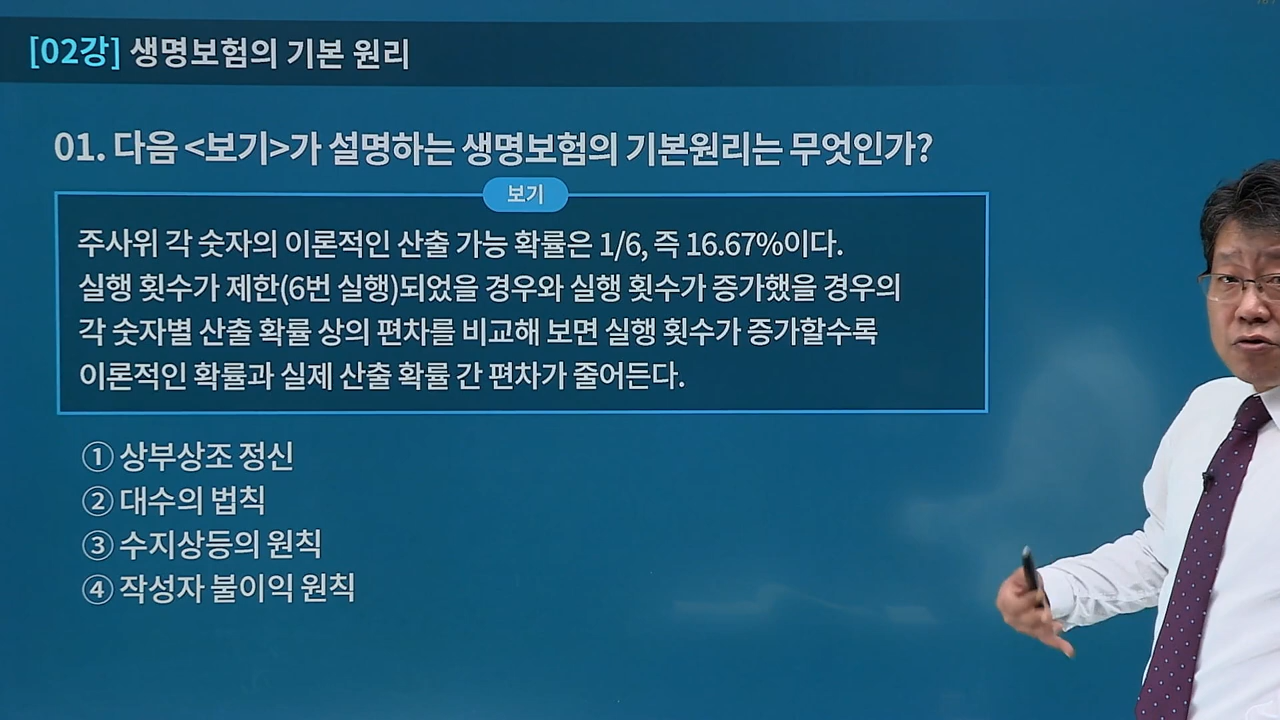 [02강] 생명보험의 기본 원리
01. 다음 <보기>가 설명하는 생명보험의 기본원리는 무엇인가?
보기
주사위 각 숫자의 이론적인 산출 가능 확률은 1/6, 즉 16.67%이다.
실행 횟수가 제한(6번 실행)되었을 경우와 실행 횟수가 증가했을 경우의
각 숫자별 산출 확률 상의 편차를 비교해 보면 실행 횟수가 증가할수록
이론적인 확률과 실제 산출 확률 간 편차가 줄어든다.
① 상부상조 정신
② 대수의 법칙
③ 수지상등의 원칙
④ 작성자 불이익 원칙